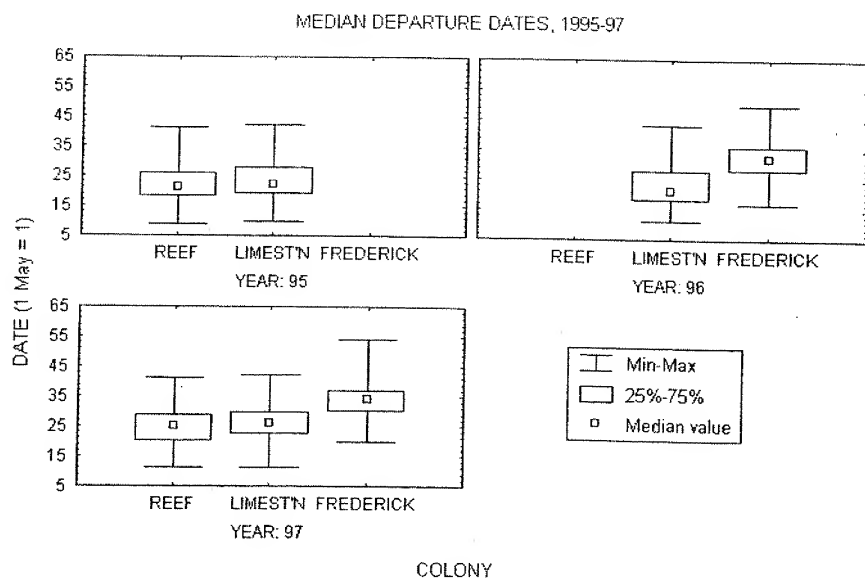 MEDIAN DEPARTURE DATES, 1995-97
DATE (1 May = 1)
65
55
45
35
25
15
5
REEF LIMEST'N FREDERICK
YEAR: 95
REEF LIMEST'N FREDERICK
YEAR: 96
65
55
45
35
25
15
5
REEF LIMEST'N FREDERICK
YEAR: 97
Min-Max
25%-75%
Median value
COLONY